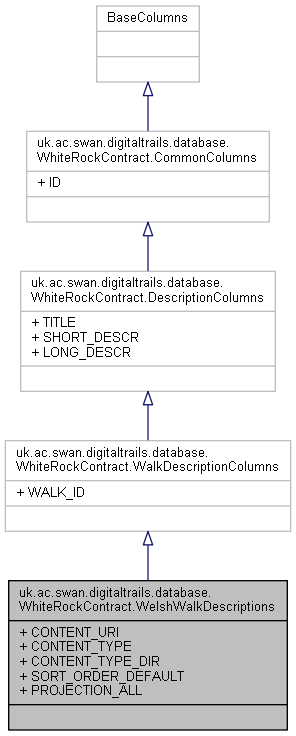 BaseColumns
uk.ac.swan.digitaltrails.database.
WhiteRockContract.CommonColumns
+ ID
uk.ac.swan.digitaltrails.database.
WhiteRockContract.DescriptionColumns
+ TITLE
+ SHORT_DESCR
+ LONG_DESCR
uk.ac.swan.digitaltrails.database.
WhiteRockContract.WalkDescriptionColumns
+ WALK_ID
uk.ac.swan.digitaltrails.database.
WhiteRockContract.WelshWalkDescriptions
+ CONTENT_URI
+ CONTENT_TYPE
+ CONTENT_TYPE_DIR
+ SORT_ORDER_DEFAULT
+ PROJECTION_ALL